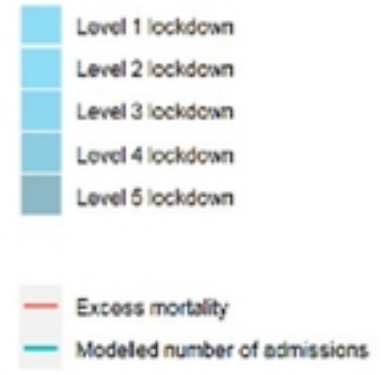 Level 1 lockdown
Level 2 lockdown
Level 3 lockdown
Level 4 lockdown
Level 5 lockdown
Excess mortality
Modelled number of admissions